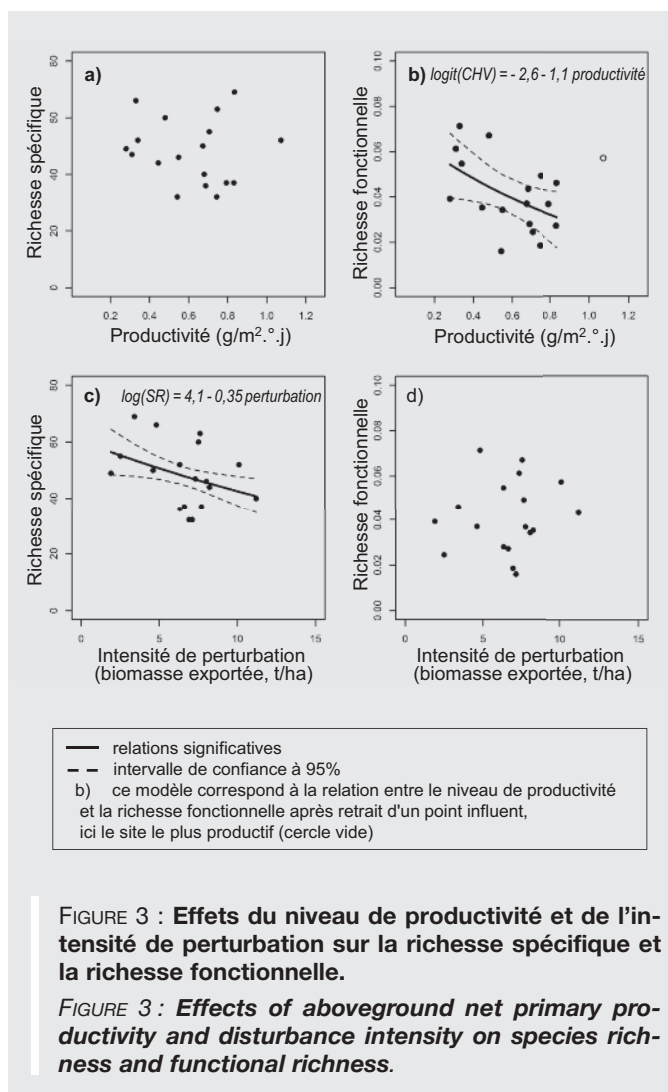 a)
Richesse spécifique
80
60
40
20
0
0.2 0.4 0.6 0.8 1.0 1.2
Productivité (g/m².°.j)
b) logit(CHV) = - 2,6 - 1,1 productivité
Richesse fonctionnelle
0.10
0.08
0.06
0.04
0.02
0.00
0.2 0.4 0.6 0.8 1.0 1.2
Productivité (g/m².°.j)
c) log(SR) = 4,1 - 0,35 perturbation
Richesse spécifique
80
60
40
20
0
0 5 10 15
Intensité de perturbation
(biomasse exportée, t/ha)
d)
Richesse fonctionnelle
0.10
0.08
0.06
0.04
0.02
0.00
0 5 10 15
Intensité de perturbation
(biomasse exportée, t/ha)
relations significatives
intervalle de confiance à 95%
b) ce modèle correspond à la relation entre le niveau de productivité
et la richesse fonctionnelle après retrait d'un point influent,
ici le site le plus productif (cercle vide)
FIGURE 3 : Effets du niveau de productivité et de l'in-
tensité de perturbation sur la richesse spécifique et
la richesse fonctionnelle.
FIGURE 3 : Effects of aboveground net primary pro-
ductivity and disturbance intensity on species rich-
ness and functional richness.